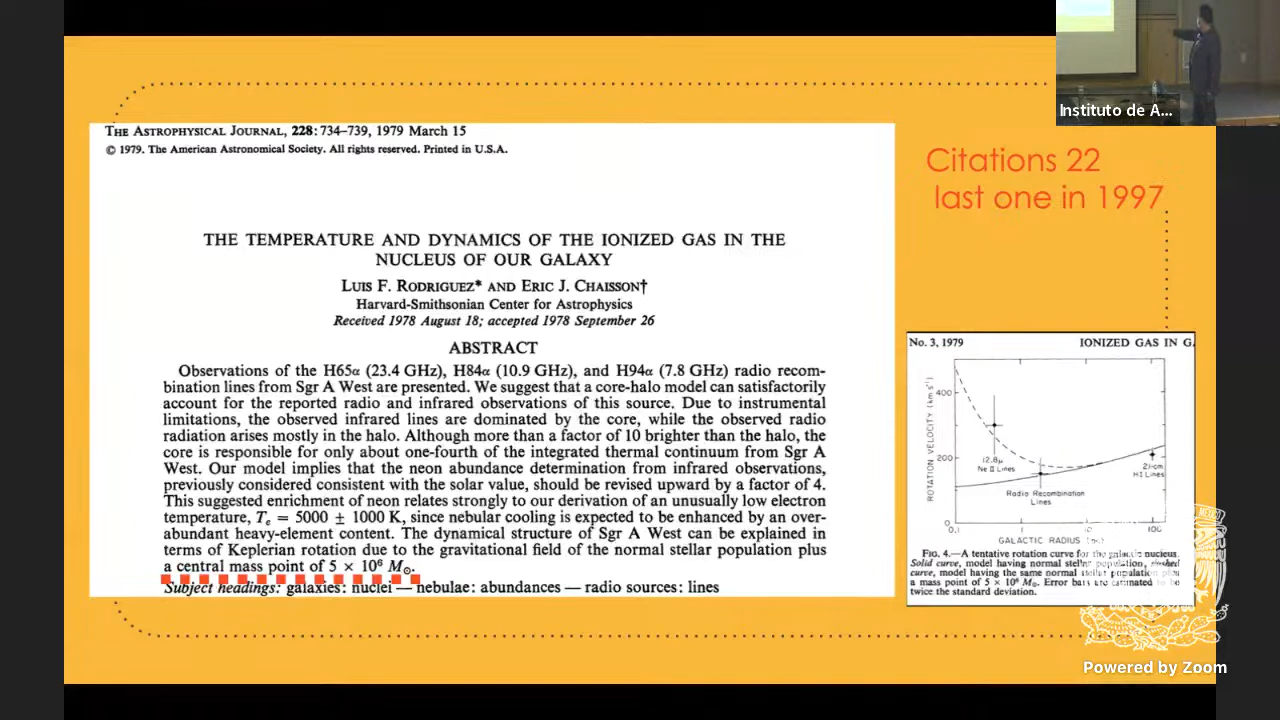 Instituto de A...
THE ASTROPHYSICAL JOURNAL, 228: 734–739, 1979 March 15
© 1979. The American Astronomical Society. All rights reserved. Printed in U.S.A.
Citations 22
last one in 1997
THE TEMPERATURE AND DYNAMICS OF THE IONIZED GAS IN THE
NUCLEUS OF OUR GALAXY
LUIS F. RODRIGUEZ* AND ERIC J. CHAISSON†
Harvard-Smithsonian Center for Astrophysics
Received 1978 August 18; accepted 1978 September 26
ABSTRACT
Observations of the H65α (23.4 GHz), H84α (10.9 GHz), and H94α (7.8 GHz) radio recom-
bination lines from Sgr A West are presented. We suggest that a core-halo model can satisfactorily
account for the reported radio and infrared observations of this source. Due to instrumental
limitations, the observed infrared lines are dominated by the core, while the observed radio
radiation arises mostly in the halo. Although more than a factor of 10 brighter than the halo, the
core is responsible for only about one-fourth of the integrated thermal continuum from Sgr A
West. Our model implies that the neon abundance determination from infrared observations,
previously considered consistent with the solar value, should be revised upward by a factor of 4.
This suggested enrichment of neon relates strongly to our derivation of an unusually low electron
temperature, Te = 5000 ± 1000 K, since nebular cooling is expected to be enhanced by an over-
abundant heavy-element content. The dynamical structure of Sgr A West can be explained in
terms of Keplerian rotation due to the gravitational field of the normal stellar population plus
a central mass point of 5 × 10⁶ M⊙.
Subject headings: galaxies: nuclei — nebulae: abundances — radio sources: lines
No. 3, 1979 IONIZED GAS IN G
ROTATION VELOCITY (km s⁻¹)
400
200
0
12.8μ
Ne II Lines
Radio Recombination
Lines
21-cm
HI Lines
0.1 1 100
GALACTIC RADIUS
FIG. 4.—A tentative rotation curve for the galactic nucleus.
Solid curve, model having normal stellar population, dashed
curve, model having the same normal stellar population plus
a mass point of 5 × 10⁶ M⊙. Error bars are estimated to be
twice the standard deviation.
MEXICO
Powered by Zoom